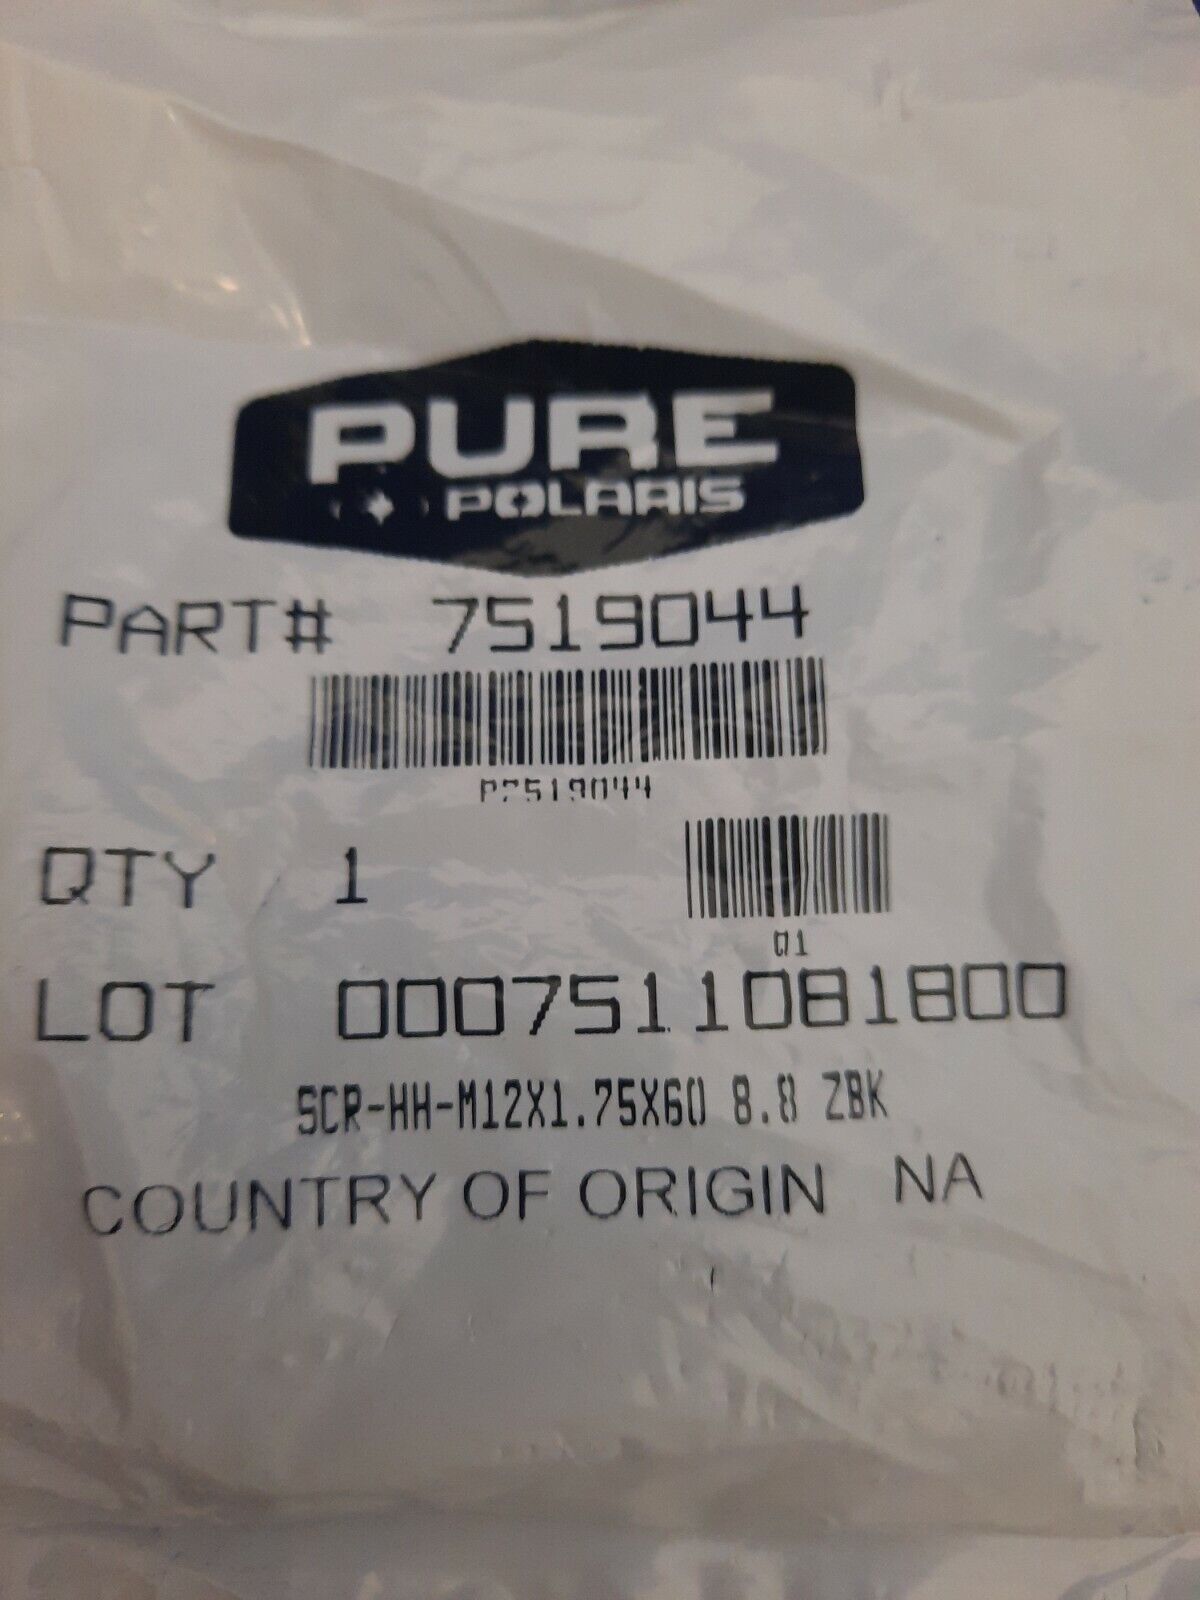 PURE
POLARIS
PART# 7519044
P7519044
QTY 1
Q1
LOT 0007511081800
SCR-HH-M12X1.75X60 8.8 ZBK
COUNTRY OF ORIGIN NA